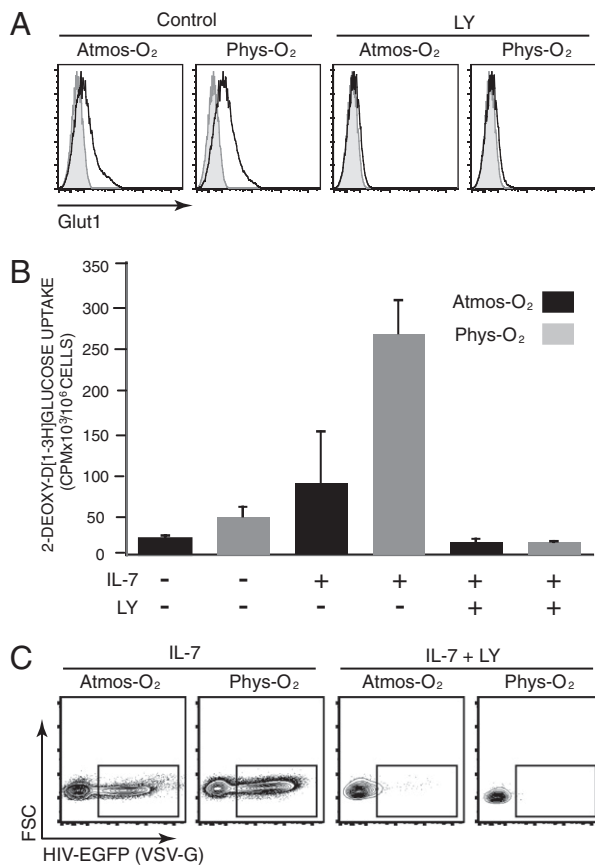 A
Control
LY
Atmos-O₂
Phys-O₂
Atmos-O₂
Phys-O₂
Glut1
B
2-DEOXY-D[1-3H]GLUCOSE UPTAKE
(CPMx10³/10⁶ CELLS)
350
300
250
200
150
100
50
0
Atmos-O₂
Phys-O₂
IL-7 - - + + + +
LY - - - - + +
C
IL-7
IL-7 + LY
Atmos-O₂
Phys-O₂
Atmos-O₂
Phys-O₂
FSC
HIV-EGFP (VSV-G)